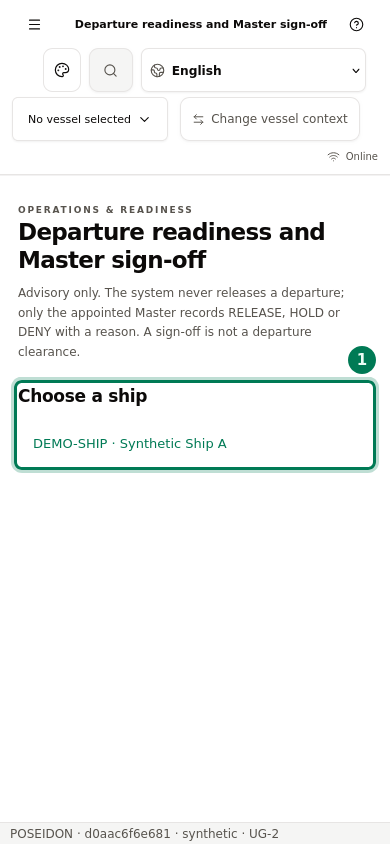 Departure readiness and Master sign-off
English
No vessel selected
Change vessel context
Online
OPERATIONS & READINESS
Departure readiness and
Master sign-off
Advisory only. The system never releases a departure;
only the appointed Master records RELEASE, HOLD or
DENY with a reason. A sign-off is not a departure
clearance.
1
Choose a ship
DEMO-SHIP · Synthetic Ship A
POSEIDON · d0aac6f6e681 · synthetic · UG-2